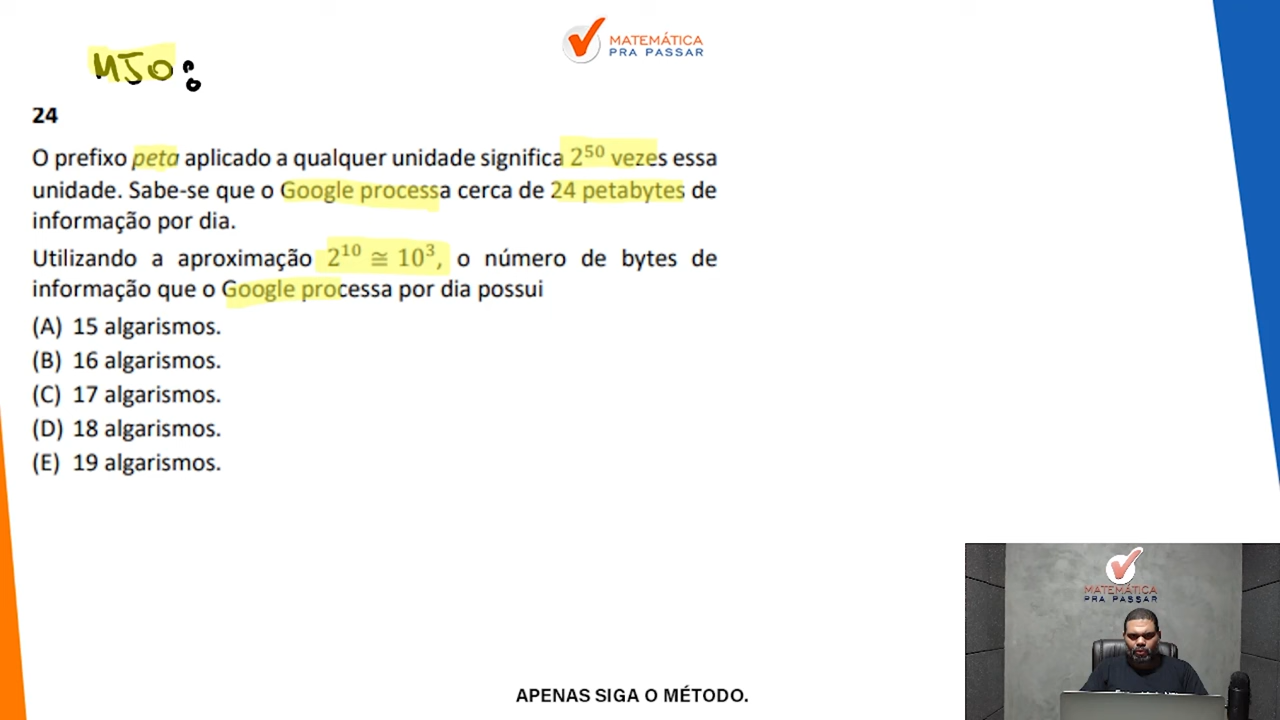 MATEMÁTICA
PRA PASSAR
MJO:
24
O prefixo peta aplicado a qualquer unidade significa 2⁵⁰ vezes essa
unidade. Sabe-se que o Google processa cerca de 24 petabytes de
informação por dia.
Utilizando a aproximação 2¹⁰ ≅ 10³, o número de bytes de
informação que o Google processa por dia possui
(A) 15 algarismos.
(B) 16 algarismos.
(C) 17 algarismos.
(D) 18 algarismos.
(E) 19 algarismos.
MATEMÁTICA
PRA PASSAR
APENAS SIGA O MÉTODO.